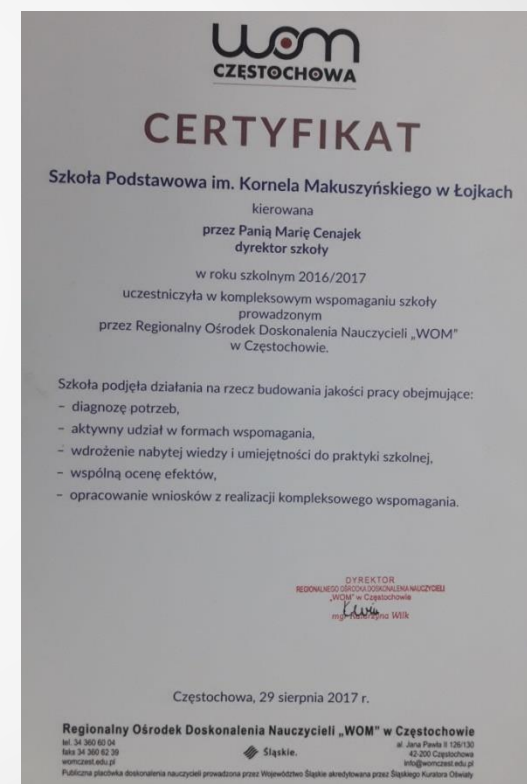 wom
CZĘSTOCHOWA
CERTYFIKAT
Szkoła Podstawowa im. Kornela Makuszyńskiego w Łojkach
kierowana
przez Panią Marię Cenajek
dyrektor szkoły
w roku szkolnym 2016/2017
uczestniczyła w kompleksowym wspomaganiu szkoły
prowadzonym
przez Regionalny Ośrodek Doskonalenia Nauczycieli „WOM”
w Częstochowie.
Szkoła podjęła działania na rzecz budowania jakości pracy obejmujące:
– diagnozę potrzeb,
– aktywny udział w formach wspomagania,
– wdrożenie nabytej wiedzy i umiejętności do praktyki szkolnej,
– wspólną ocenę efektów,
– opracowanie wniosków z realizacji kompleksowego wspomagania.
DYREKTOR
REGIONALNEGO OŚRODKA DOSKONALENIA NAUCZYCIELI
„WOM” w Częstochowie
mgr Katarzyna Wilk
Częstochowa, 29 sierpnia 2017 r.
Regionalny Ośrodek Doskonalenia Nauczycieli „WOM” w Częstochowie
tel. 34 360 60 04
faks 34 360 62 39
womczest.edu.pl
Śląskie.
al. Jana Pawła II 126/130
42-200 Częstochowa
info@womczest.edu.pl
Publiczna placówka doskonalenia nauczycieli prowadzona przez Województwo Śląskie akredytowana przez Śląskiego Kuratora Oświaty